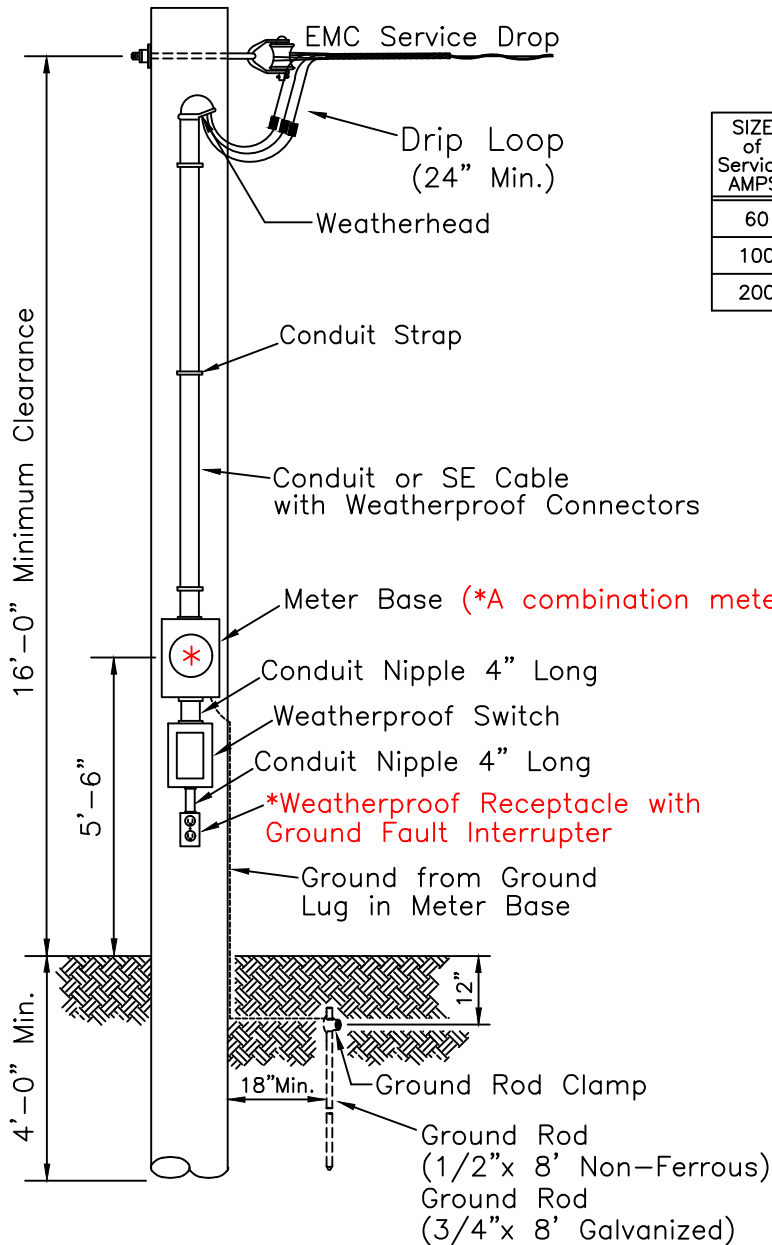 EMC Service Drop
Drip Loop
(24" Min.)
SIZE
of
AMPS
60
100
200
Weatherhead
Conduit Strap
16'-0" Minimum Clearance
Conduit or SE Cable
with Weatherproof Connectors
Meter Base (*A combination
*
Conduit Nipple 4" Long
Weatherproof Switch
5'-6"
Conduit Nipple 4" Long
*Weatherproof Receptacle with
Ground Fault Interrupter
Ground from Ground
Lug in Meter Base
12"
4'-0" Min.
18"Min.
Ground Rod Clamp
Ground Rod
(1/2"x 8' Non-Ferrous)
Ground Rod
(3/4"x 8' Galvanized)